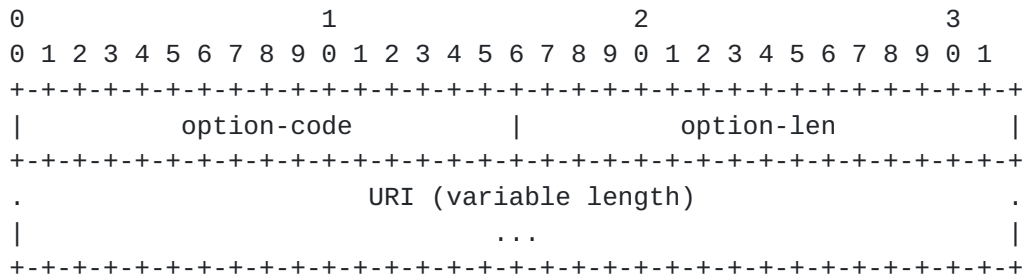 0                   1                   2                   3
0 1 2 3 4 5 6 7 8 9 0 1 2 3 4 5 6 7 8 9 0 1 2 3 4 5 6 7 8 9 0 1
+-+-+-+-+-+-+-+-+-+-+-+-+-+-+-+-+-+-+-+-+-+-+-+-+-+-+-+-+-+-+-+-+
|          option-code          |          option-len           |
+-+-+-+-+-+-+-+-+-+-+-+-+-+-+-+-+-+-+-+-+-+-+-+-+-+-+-+-+-+-+-+-+
.                      URI (variable length)                    .
|                              ...                              |
+-+-+-+-+-+-+-+-+-+-+-+-+-+-+-+-+-+-+-+-+-+-+-+-+-+-+-+-+-+-+-+-+